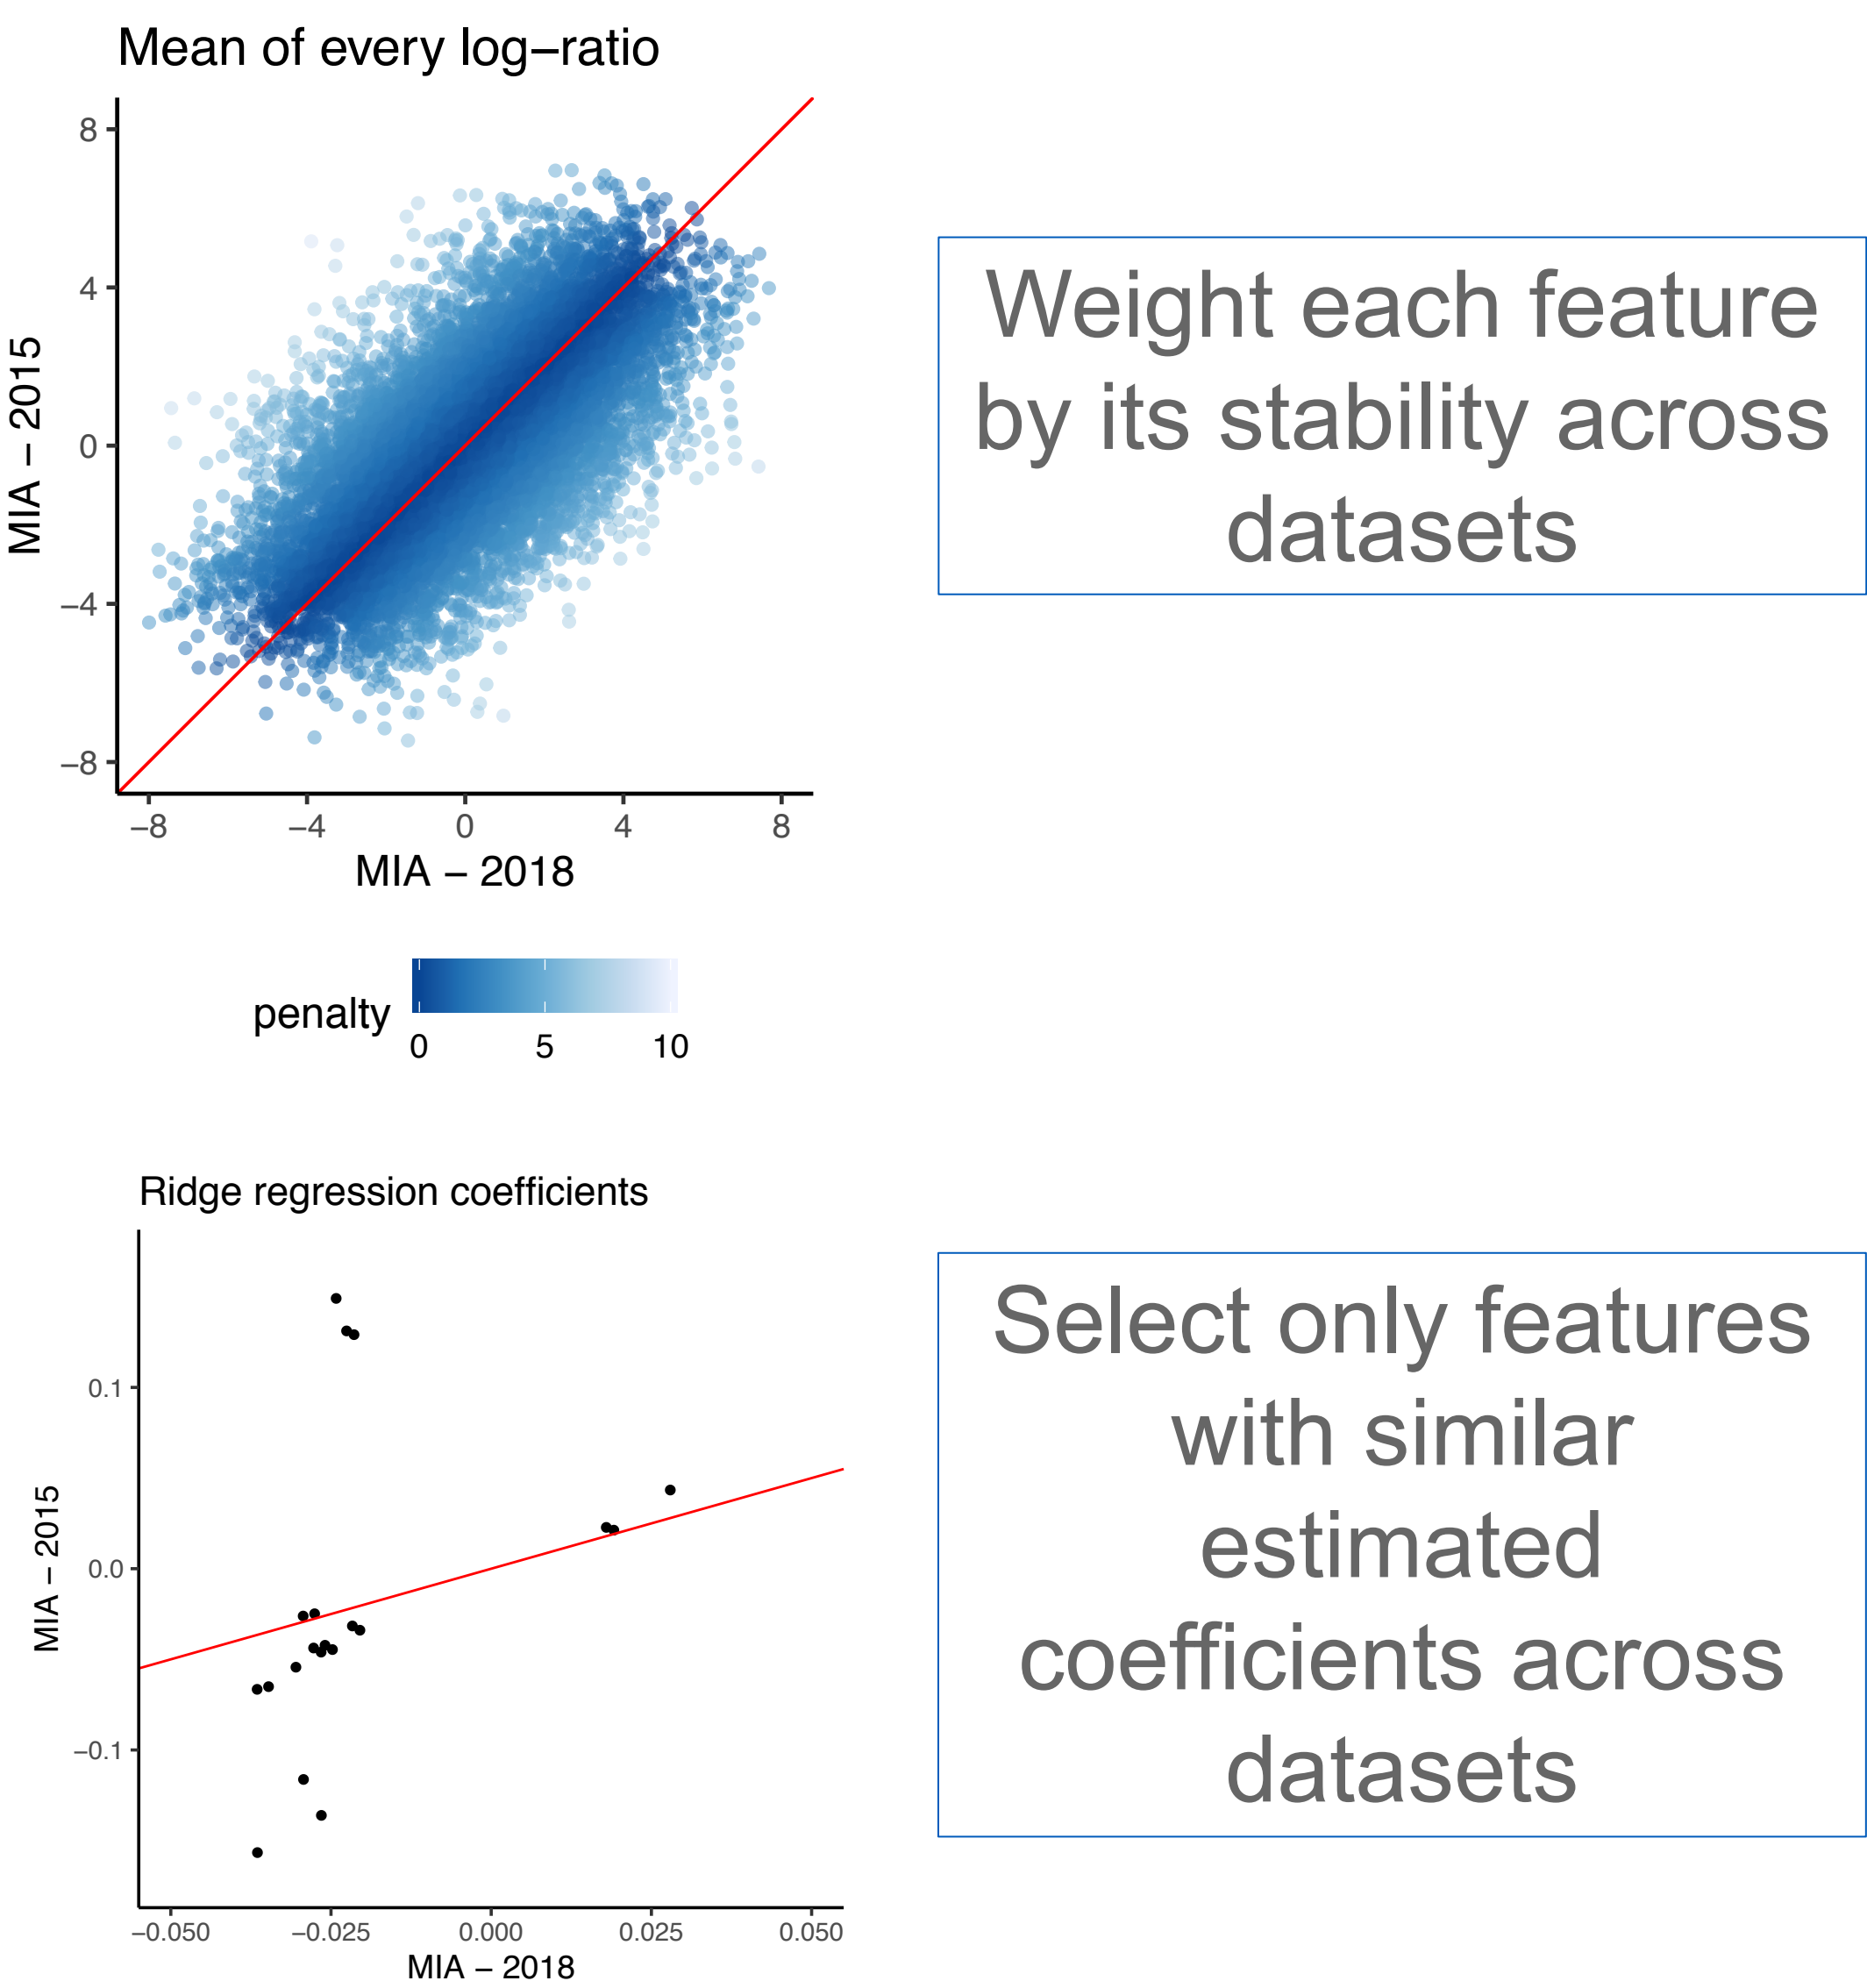 Mean of every log−ratio
8
4
0
−4
−8
MIA − 2015
−8 −4 0 4 8
MIA − 2018
penalty
0 5 10
Weight each feature
by its stability across
datasets
Ridge regression coefficients
0.1
0.0
−0.1
MIA − 2015
−0.050 −0.025 0.000 0.025 0.050
MIA − 2018
Select only features
with similar
estimated
coefficients across
datasets